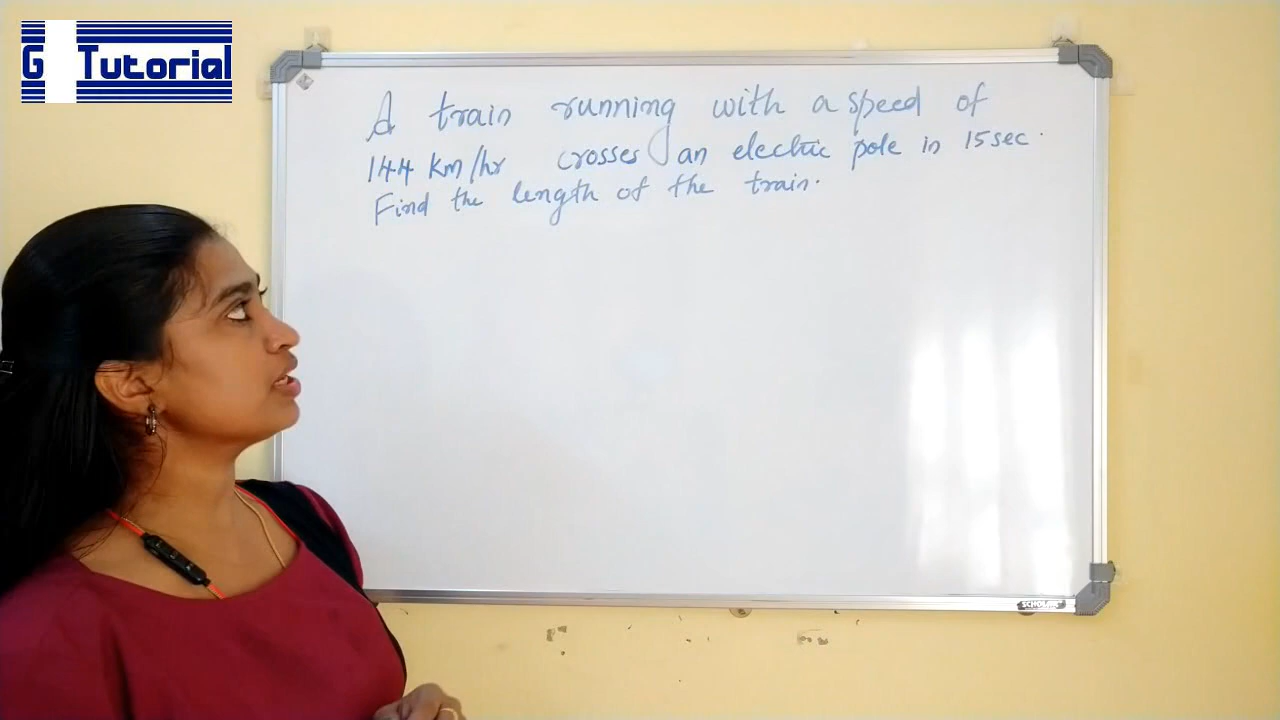 G Tutorial
A train running with a speed of
144 km/hr crosses an electric pole in 15 sec.
Find the length of the train.
SCHOLAR